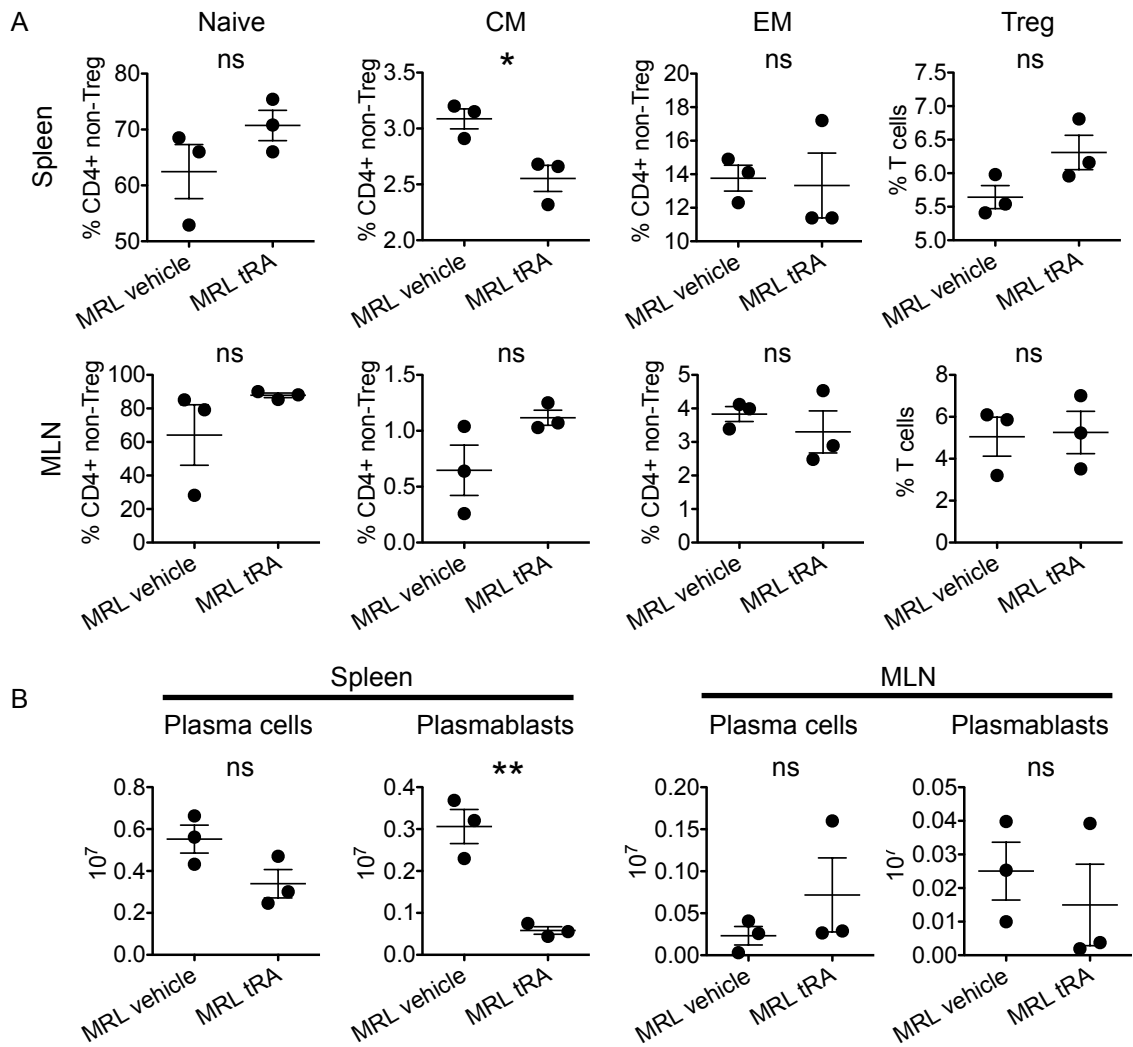 A
Naive CM EM Treg
Spleen
ns * ns ns
% CD4+ non-Treg
80
70
60
50
MRL vehicle MRL tRA
% CD4+ non-Treg
3.5
3.0
2.5
2.0
MRL vehicle MRL tRA
% CD4+ non-Treg
20
18
16
14
12
10
MRL vehicle MRL tRA
% T cells
7.5
7.0
6.5
6.0
5.5
5.0
MRL vehicle MRL tRA
MLN
ns ns ns ns
% CD4+ non-Treg
100
80
60
40
20
0
MRL vehicle MRL tRA
% CD4+ non-Treg
1.5
1.0
0.5
0.0
MRL vehicle MRL tRA
% CD4+ non-Treg
5
4
3
2
1
0
MRL vehicle MRL tRA
% T cells
8
6
4
2
0
MRL vehicle MRL tRA
B
Spleen MLN
Plasma cells Plasmablasts Plasma cells Plasmablasts
ns ** ns ns
10^7
0.8
0.6
0.4
0.2
0.0
MRL vehicle MRL tRA
10^7
0.4
0.3
0.2
0.1
0.0
MRL vehicle MRL tRA
10^7
0.20
0.15
0.10
0.05
0.00
MRL vehicle MRL tRA
10^7
0.05
0.04
0.03
0.02
0.01
0.00
MRL vehicle MRL tRA